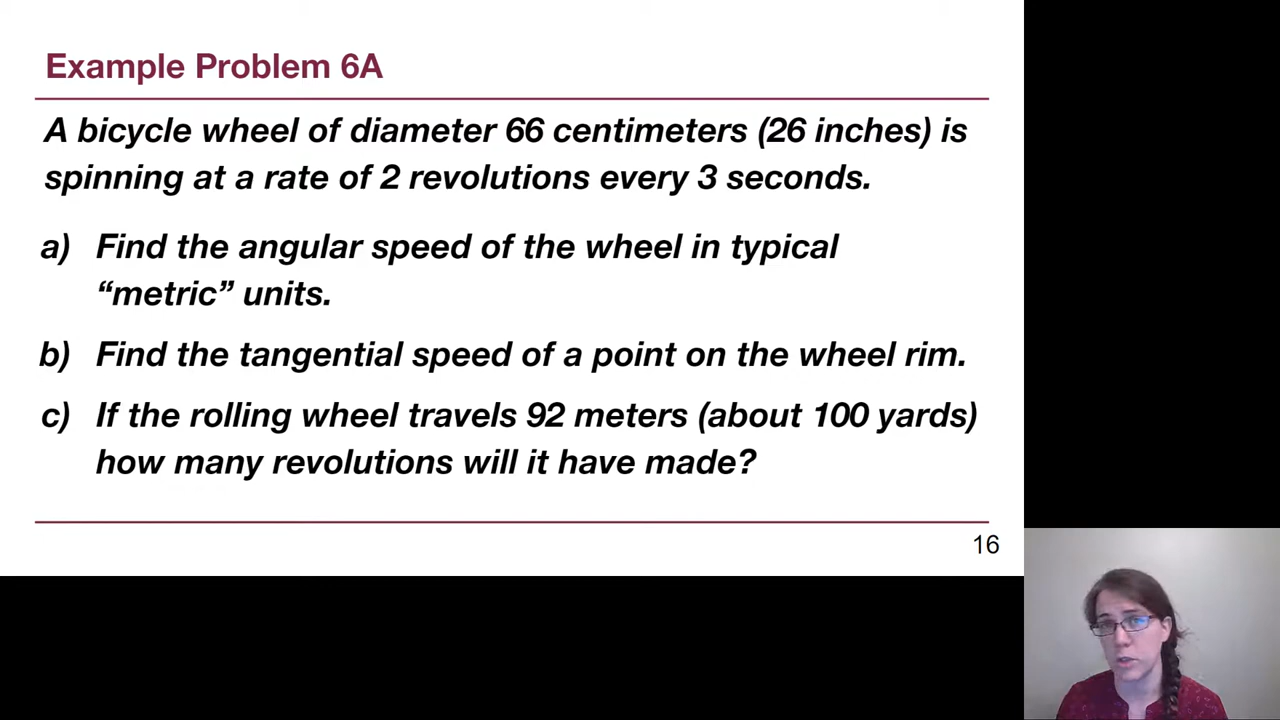 Example Problem 6A
A bicycle wheel of diameter 66 centimeters (26 inches) is
spinning at a rate of 2 revolutions every 3 seconds.
a) Find the angular speed of the wheel in typical
“metric” units.
b) Find the tangential speed of a point on the wheel rim.
c) If the rolling wheel travels 92 meters (about 100 yards)
how many revolutions will it have made?
16